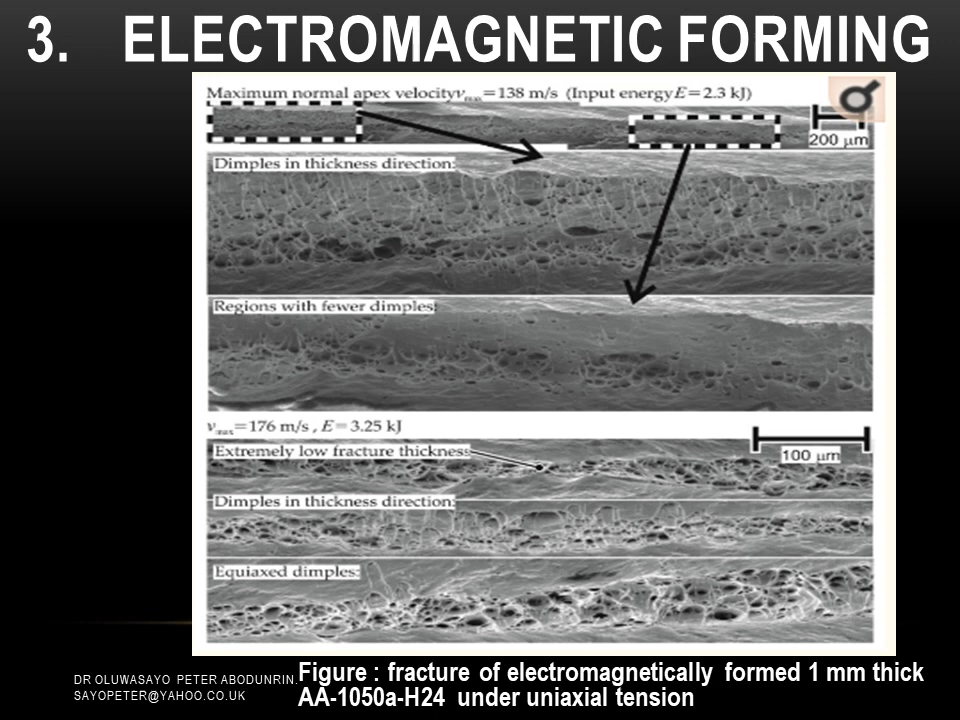 3. ELECTROMAGNETIC FORMING
Maximum normal apex velocity vmax=138 m/s (Input energy E=2.3 kJ)
200 µm
Dimples in thickness direction:
Regions with fewer dimples:
vmax=176 m/s , E=3.25 kJ
Extremely low fracture thickness
100 µm
Dimples in thickness direction:
Equiaxed dimples:
Figure : fracture of electromagnetically formed 1 mm thick
AA-1050a-H24 under uniaxial tension
DR OLUWASAYO PETER ABODUNRIN.
SAYOPETER@YAHOO.CO.UK